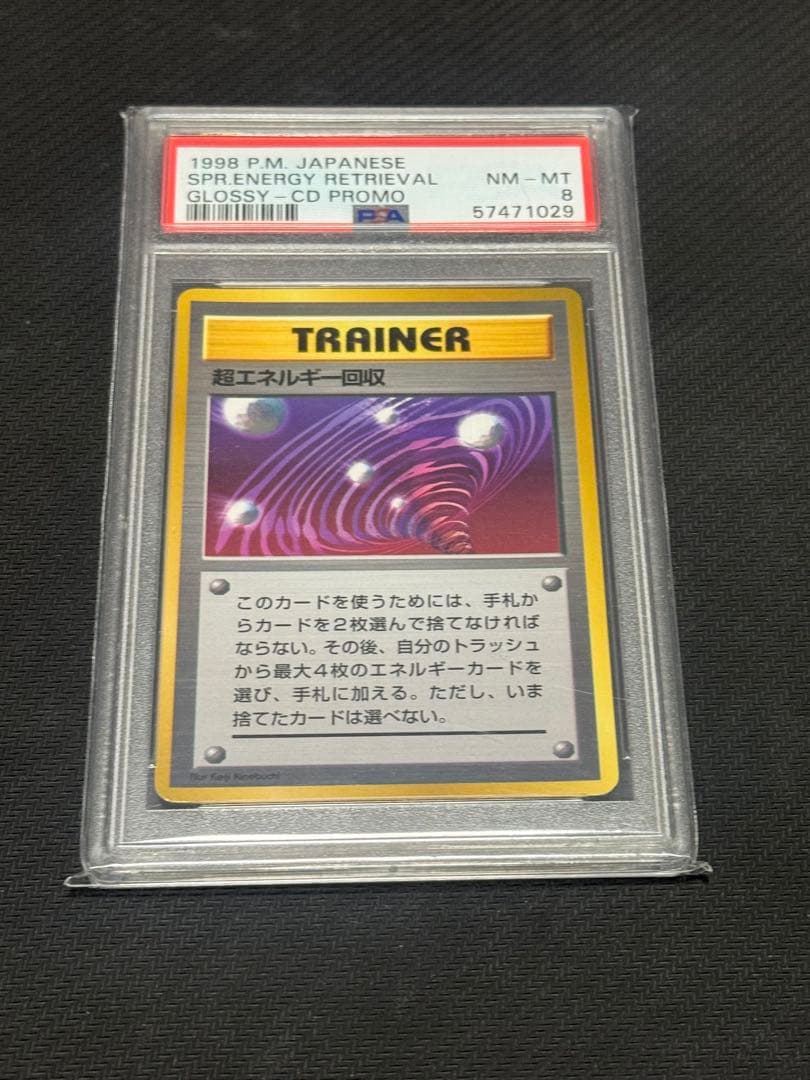 1998 P.M. JAPANESE
SPR.ENERGY RETRIEVAL NM-MT
GLOSSY-CD PROMO 8
PSA 57471029
TRAINER
超エネルギー回収
このカードを使うためには、手札か
らカードを2枚選んで捨てなければ
ならない。その後、自分のトラッシュ
から最大4枚のエネルギーカードを
選び、手札に加える。ただし、いま
捨てたカードは選べない。
Illus. Keiji Kinebuchi